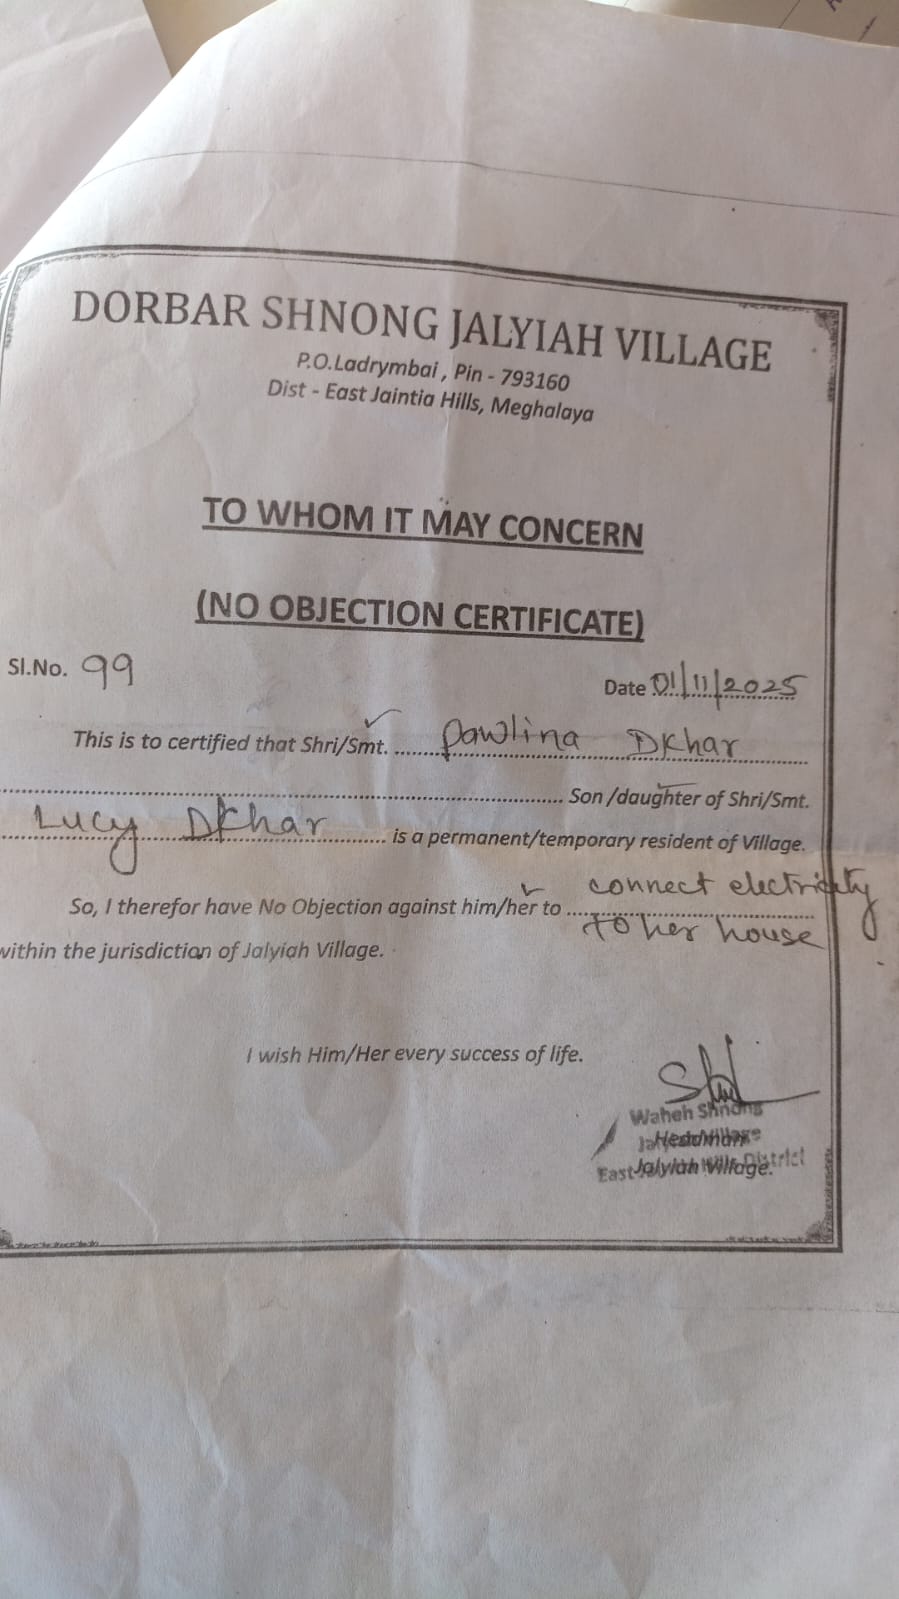 DORBAR SHNONG JALYIAH VILLAGE
P.O.Ladrymbai , Pin - 793160
Dist - East Jaintia Hills, Meghalaya
TO WHOM IT MAY CONCERN
(NO OBJECTION CERTIFICATE)
Sl.No. 99
Date 01/11/2025
This is to certified that Shri/Smt. Pawlina Dkhar
Son /daughter of Shri/Smt.
Lucy Dkhar is a permanent/temporary resident of Village.
So, I therefor have No Objection against him/her to connect electricity
to her house
within the jurisdiction of Jalyiah Village.
I wish Him/Her every success of life.
Waheh Shnong
Headman
Jalyiah Village.
East District